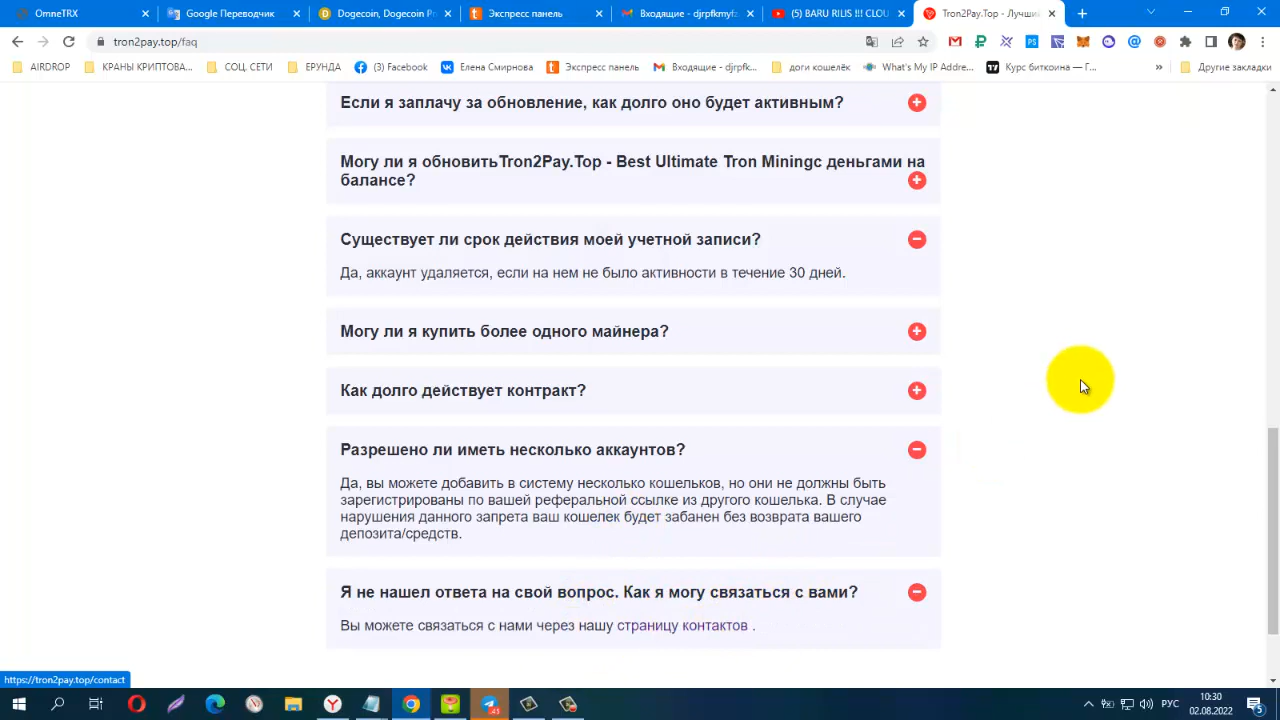 OmneTRX
Google Переводчик
Dogecoin, Dogecoin P
Экспресс панель
Входящие - djrpfkmyfz
(5) BARU RILIS !!! CLOU
Tron2Pay.Top - Лучши
tron2pay.top/faq
AIRDROP
КРАНЫ КРИПТОВА...
СОЦ. СЕТИ
ЕРУНДА
(3) Facebook
Елена Смирнова
Экспресс панель
Входящие - djrpfk...
доги кошелёк
What's My IP Addre...
Курс биткоина — Г...
»
Другие закладки
Если я заплачу за обновление, как долго оно будет активным?
Могу ли я обновитьTron2Pay.Top - Best Ultimate Tron Miningс деньгами на
балансе?
Существует ли срок действия моей учетной записи?
Да, аккаунт удаляется, если на нем не было активности в течение 30 дней.
Могу ли я купить более одного майнера?
Как долго действует контракт?
Разрешено ли иметь несколько аккаунтов?
Да, вы можете добавить в систему несколько кошельков, но они не должны быть
зарегистрированы по вашей реферальной ссылке из другого кошелька. В случае
нарушения данного запрета ваш кошелек будет забанен без возврата вашего
депозита/средств.
Я не нашел ответа на свой вопрос. Как я могу связаться с вами?
Вы можете связаться с нами через нашу страницу контактов .
https://tron2pay.top/contact
РУС
10:30
02.08.2022